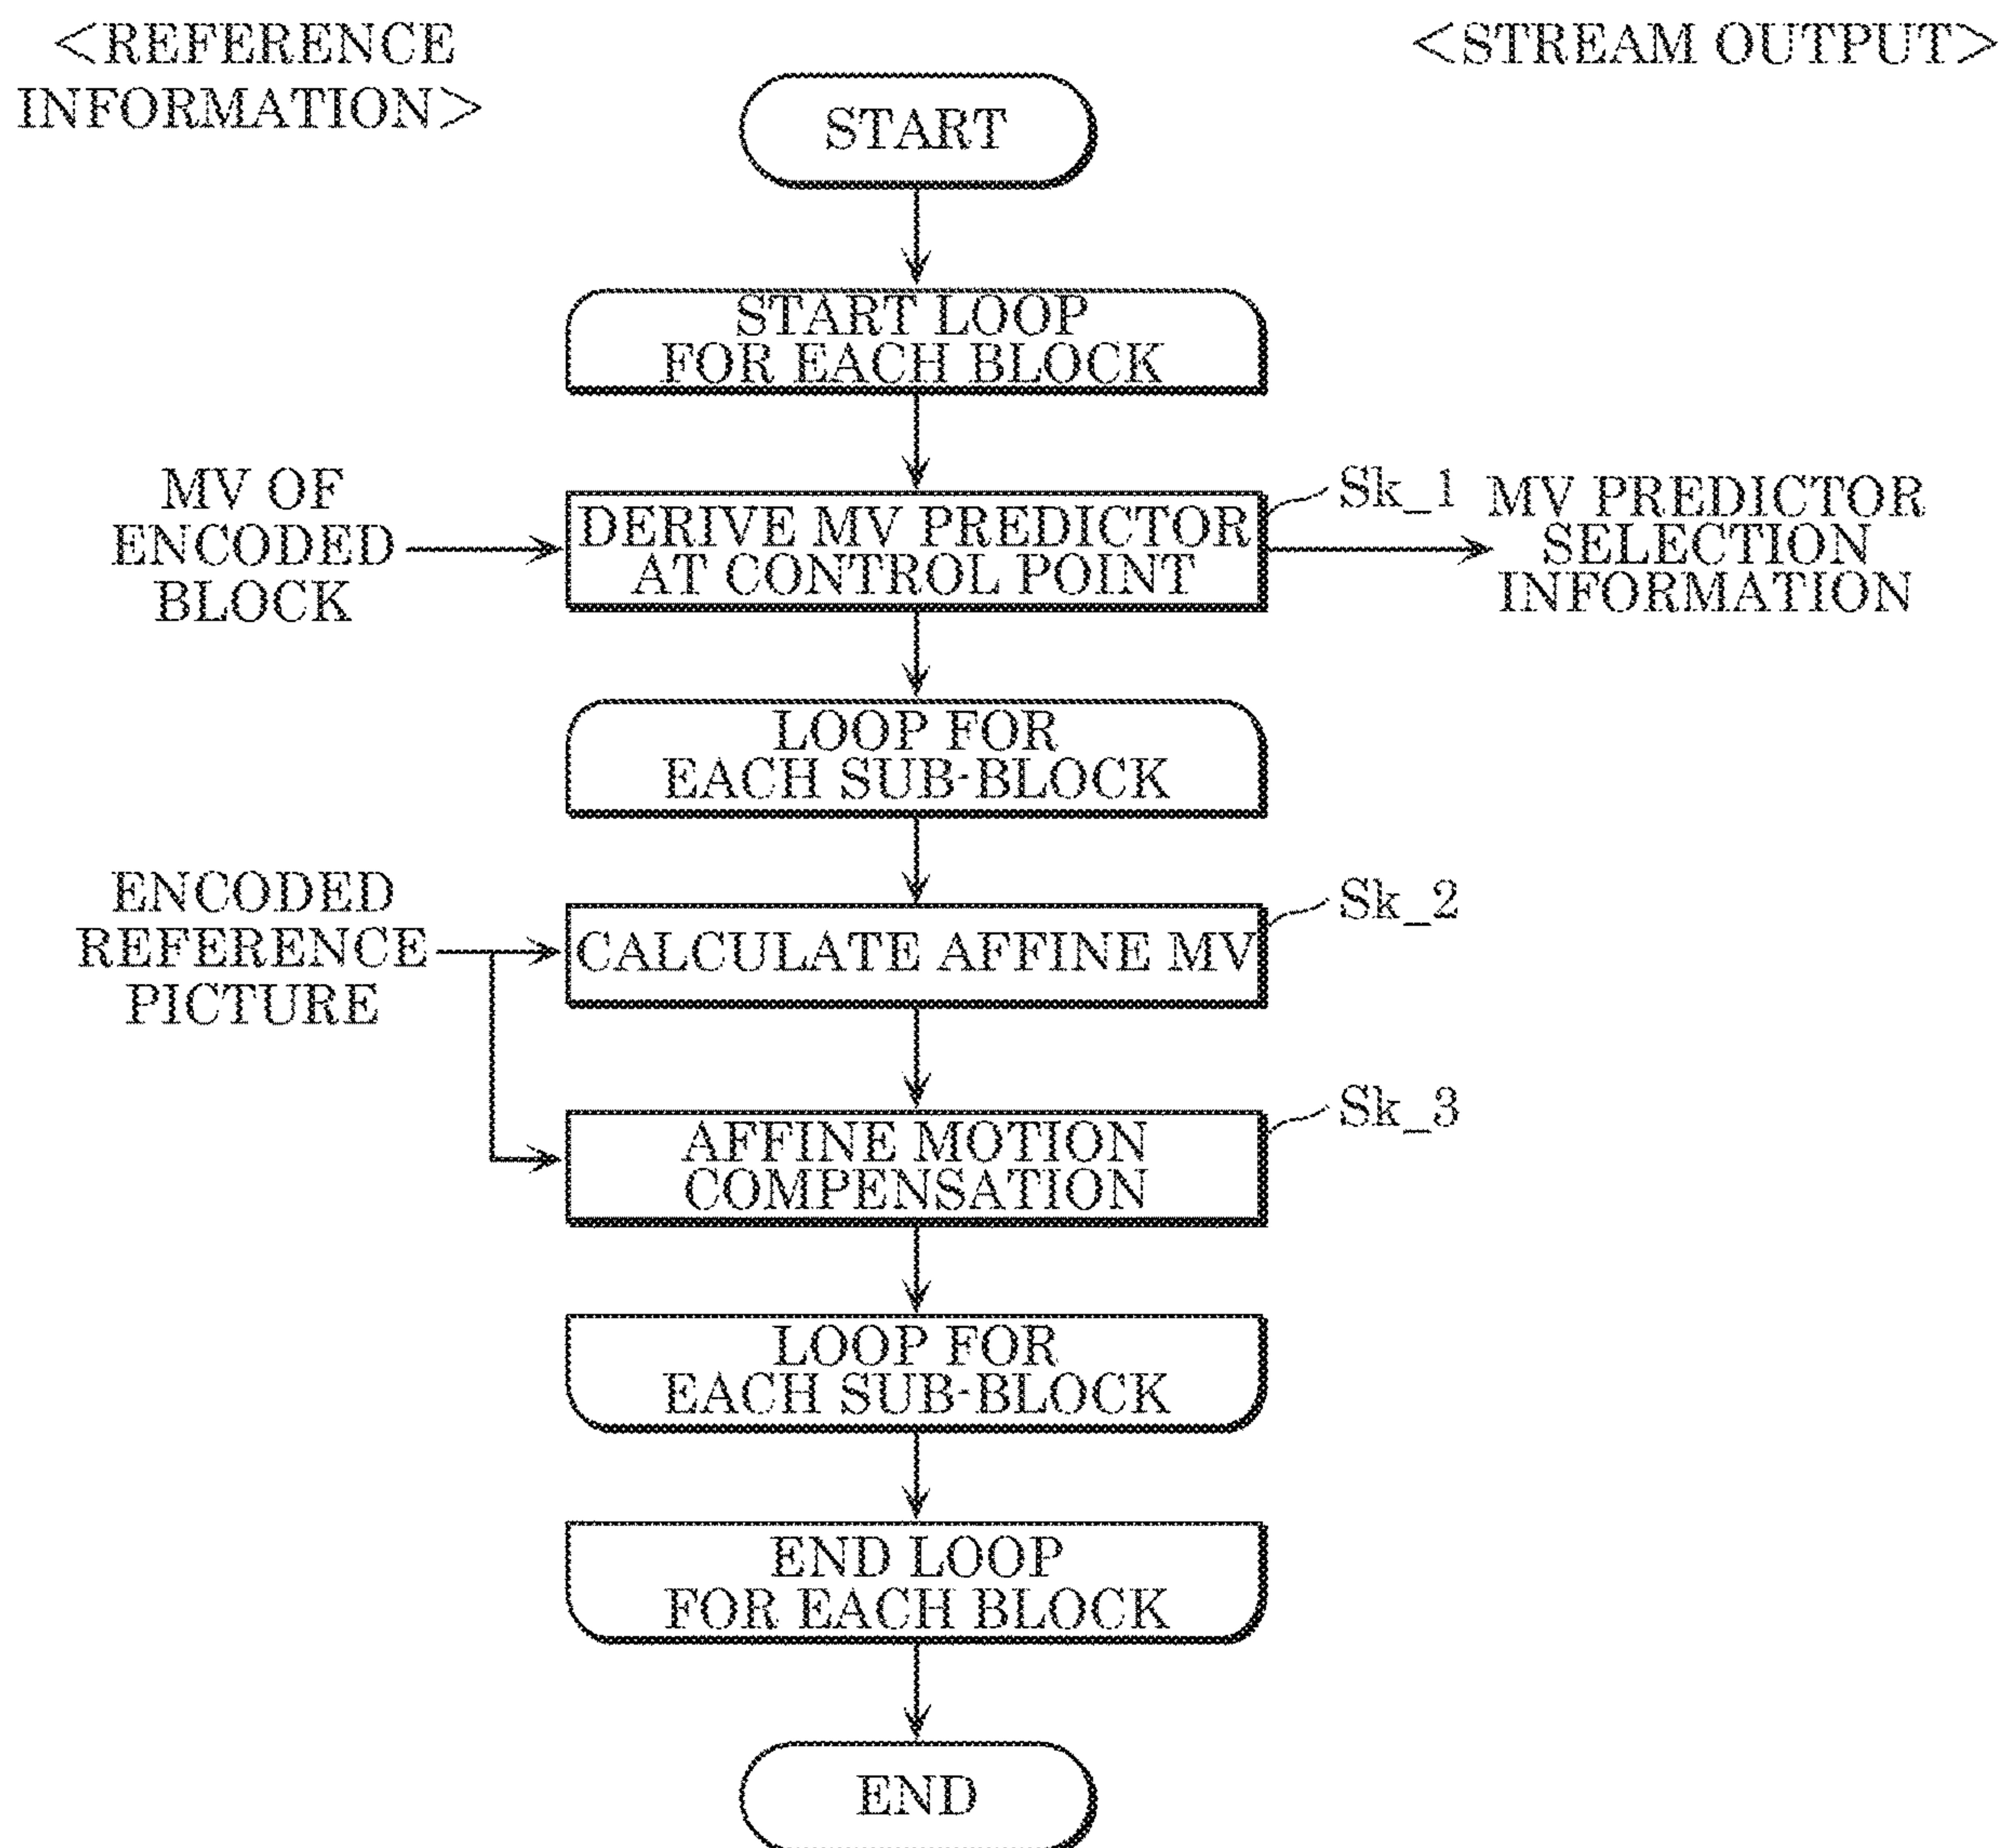 <REFERENCE
INFORMATION>
<STREAM OUTPUT>
START
START LOOP
FOR EACH BLOCK
MV OF
ENCODED
BLOCK
DERIVE MV PREDICTOR
AT CONTROL POINT
Sk_1
MV PREDICTOR
SELECTION
INFORMATION
LOOP FOR
EACH SUB-BLOCK
ENCODED
REFERENCE
PICTURE
CALCULATE AFFINE MV
Sk_2
AFFINE MOTION
COMPENSATION
Sk_3
LOOP FOR
EACH SUB-BLOCK
END LOOP
FOR EACH BLOCK
END